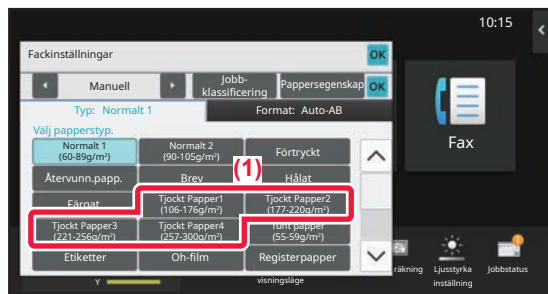 10:15
Fackinställningar
OK
Manuell
Jobb-
klassificering
Pappersegenskap
OK
Typ: Normalt 1
Format: Auto-AB
Välj papperstyp.
Normalt 1
(60-89g/m²)
Normalt 2
(90-105g/m²)
Förtryckt
Återvunn.papp.
Brev
Hålat
(1)
Färgat
Tjockt Papper1
(106-176g/m²)
Tjockt Papper2
(177-220g/m²)
Tjockt Papper3
(221-256g/m²)
Tjockt Papper4
(257-300g/m²)
Tunt papper
(55-59g/m²)
Etiketter
Oh-film
Registerpapper
Fax
räkning
Ljusstyrka
inställning
Jobbstatus
Y
visningsläge